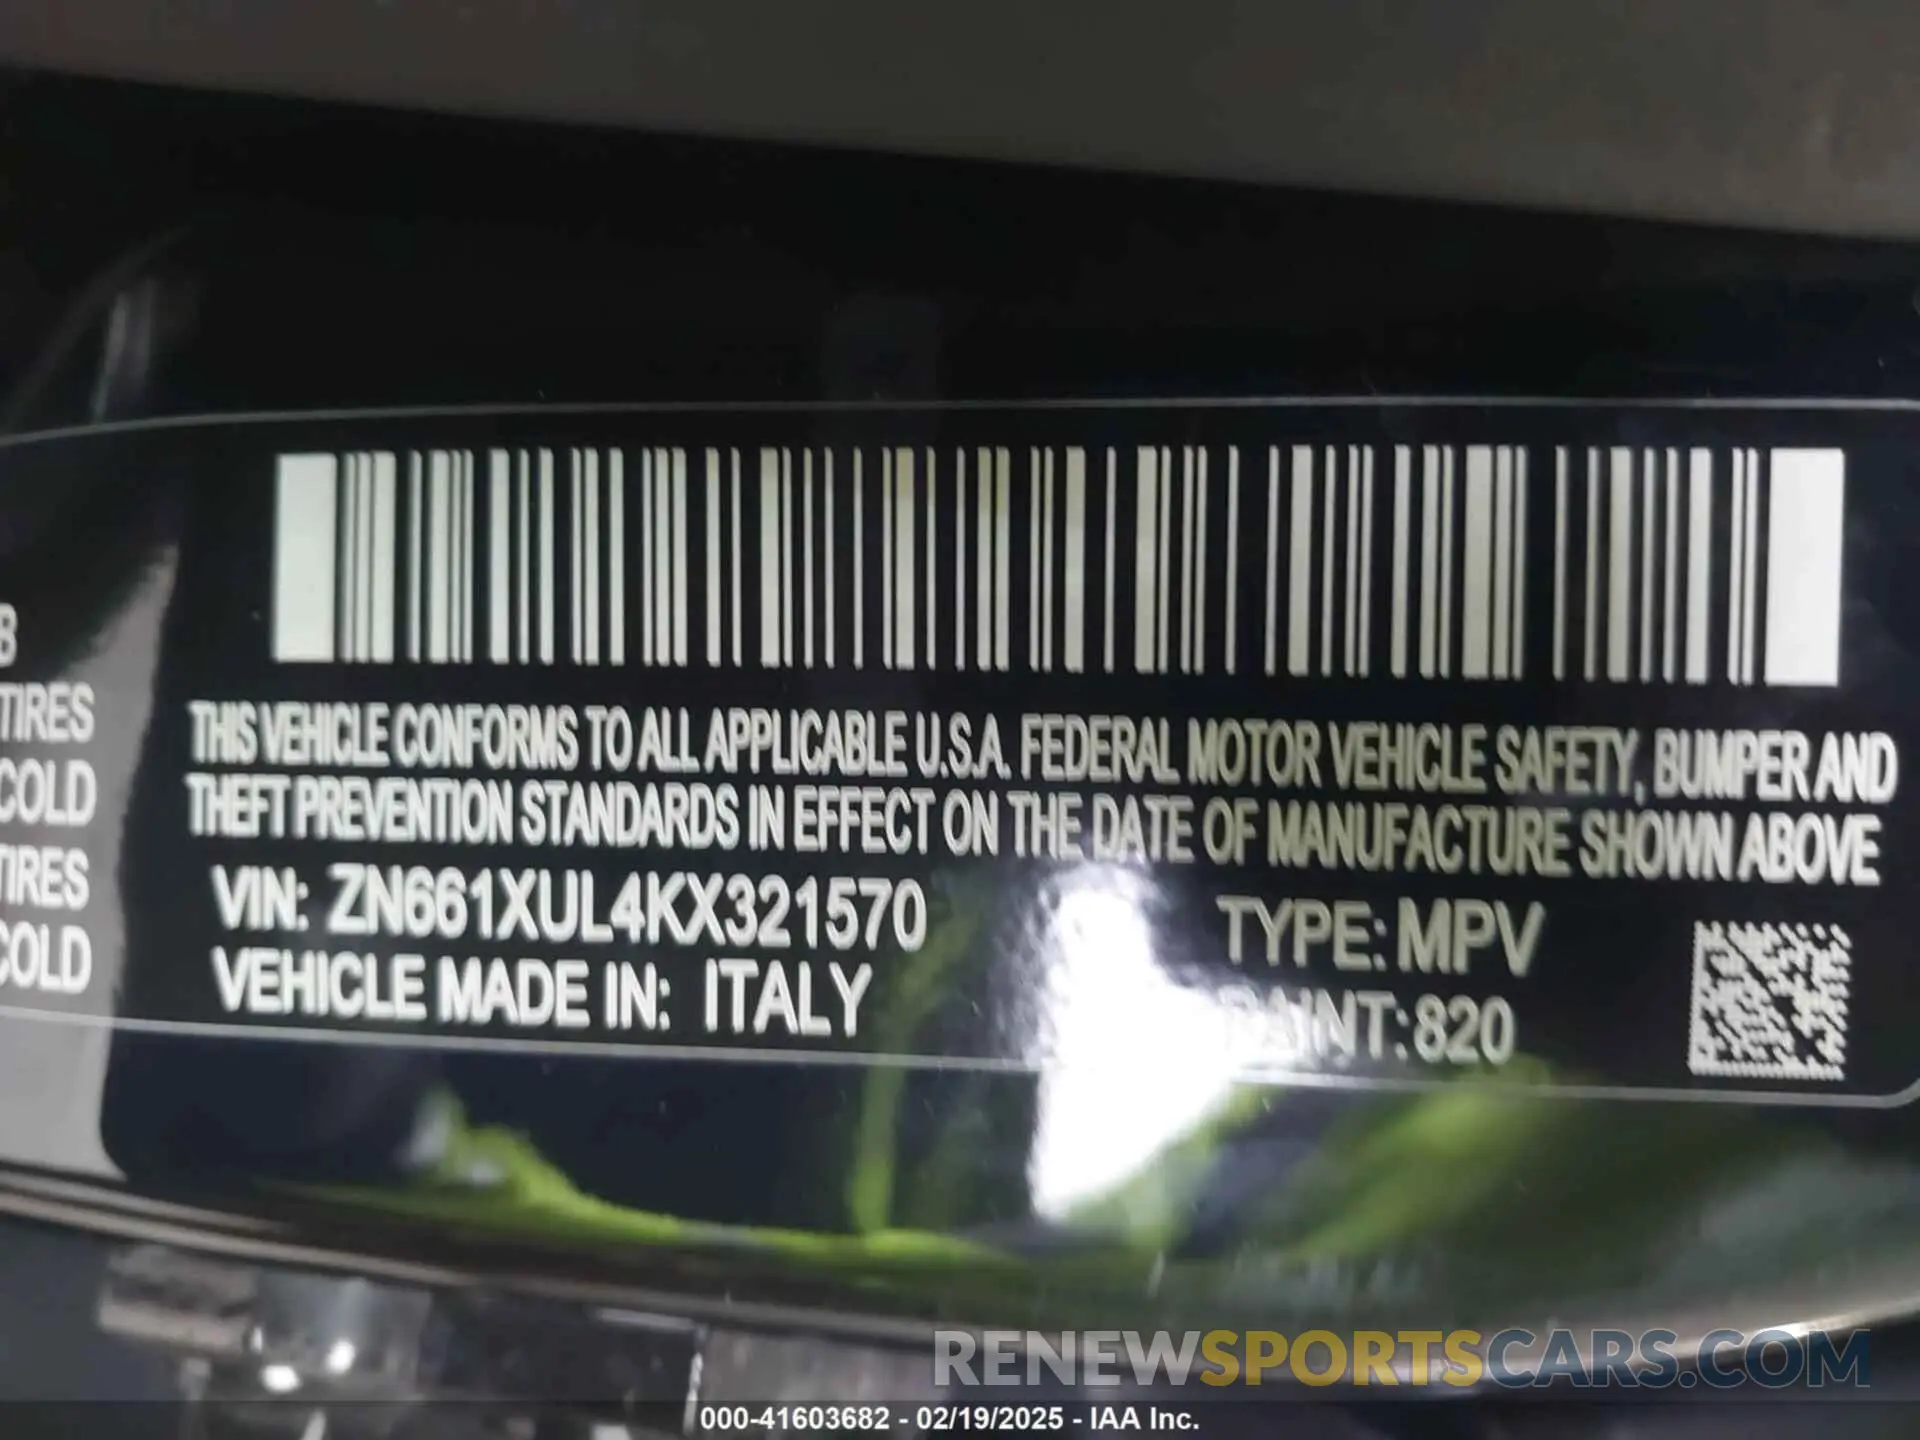 B
TIRES
COLD
TIRES
COLD
THIS VEHICLE CONFORMS TO ALL APPLICABLE U.S.A. FEDERAL MOTOR VEHICLE SAFETY, BUMPER AND
THEFT PREVENTION STANDARDS IN EFFECT ON THE DATE OF MANUFACTURE SHOWN ABOVE
VIN: ZN661XUL4KX321570 TYPE: MPV
VEHICLE MADE IN: ITALY PAINT:820
RENEWSPORTSCARS.COM
000-41603682 - 02/19/2025 - IAA Inc.